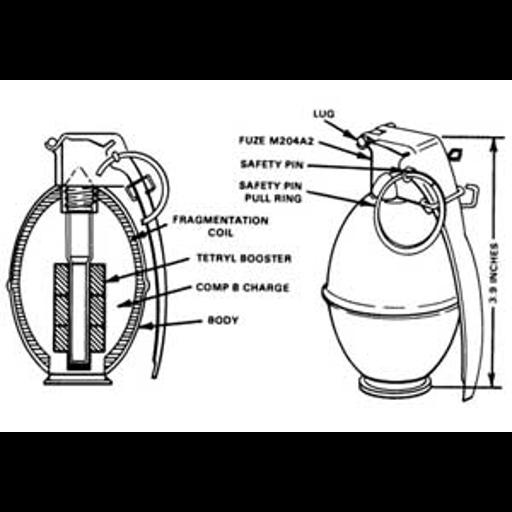 LUG
FUZE M204A2
SAFETY PIN
SAFETY PIN
PULL RING
FRAGMENTATION
COIL
TETRYL BOOSTER
COMP B CHARGE
BODY
3.9 INCHES